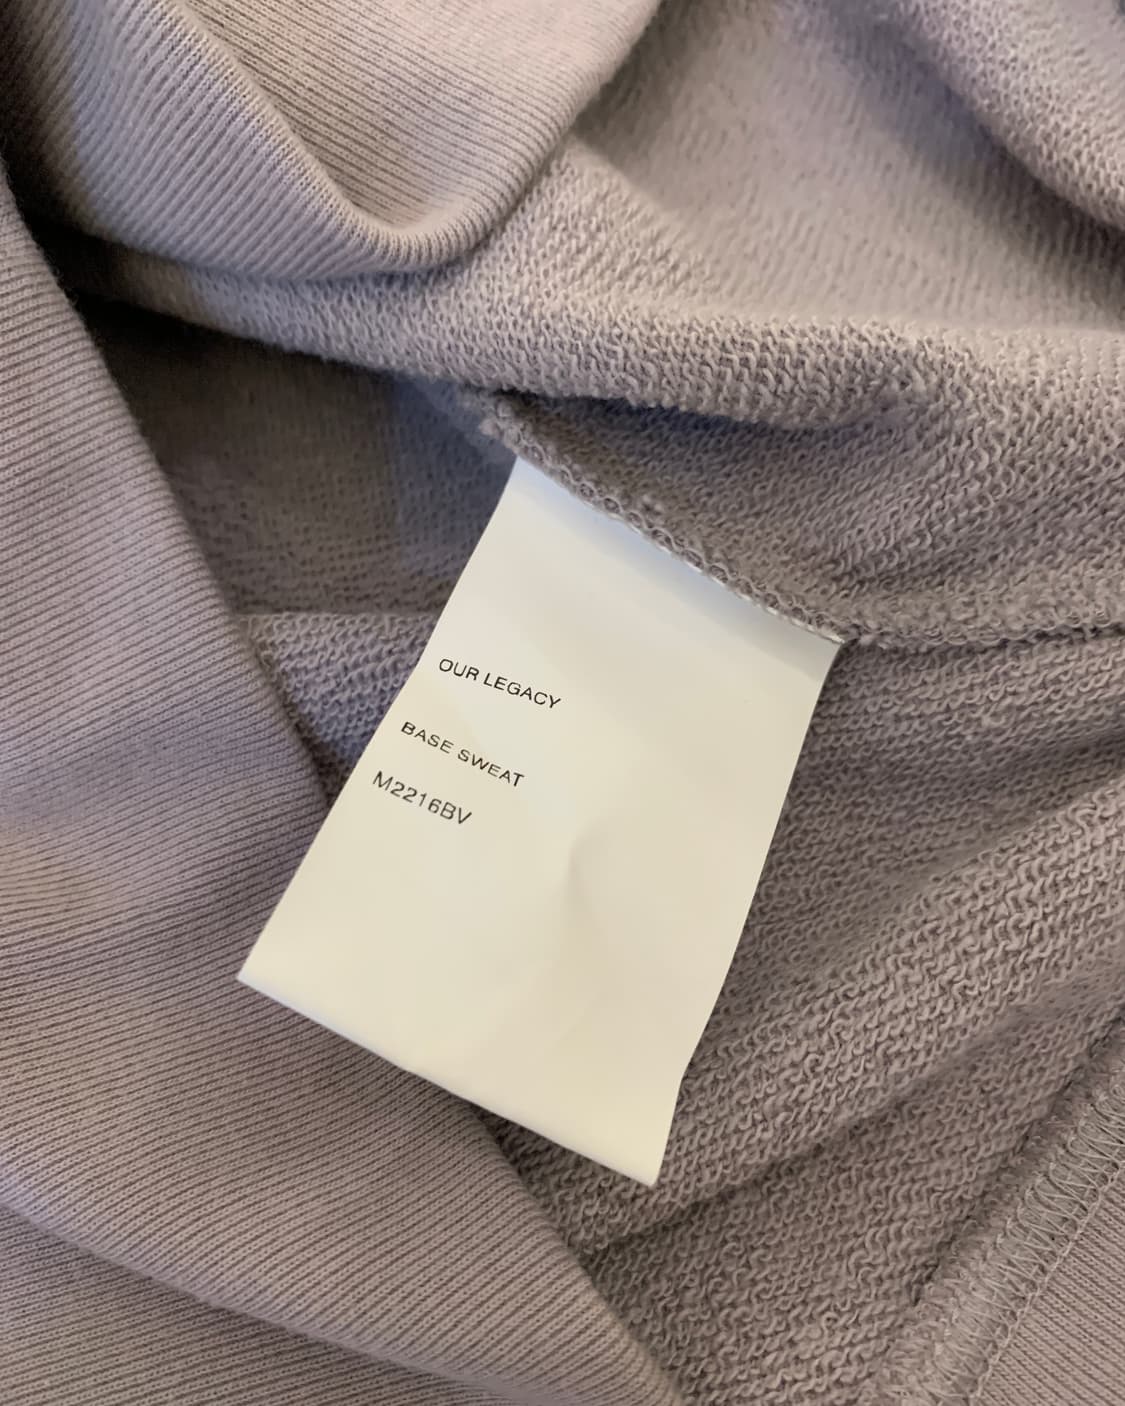 OUR LEGACY
BASE SWEAT
M2216BV